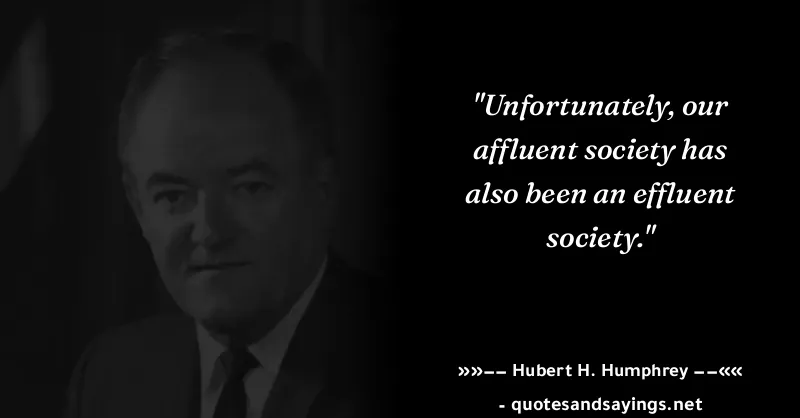 "Unfortunately, our
affluent society has
also been an effluent
society."
»»–– Hubert H. Humphrey ––««
- quotesandsayings.net